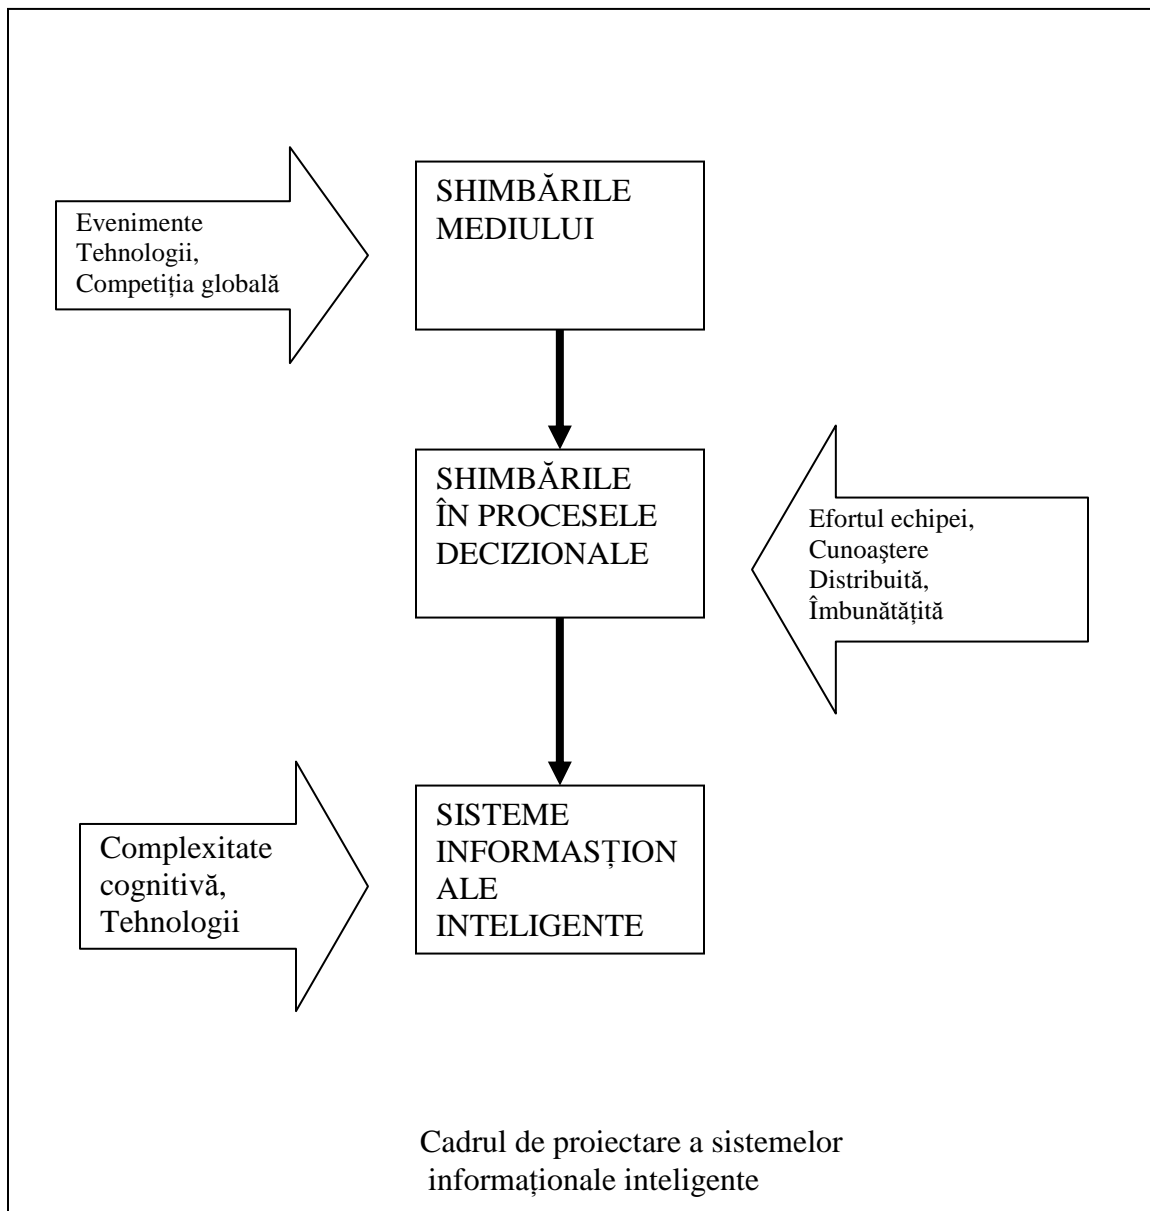 SHIMBĂRILE
MEDIULUI
Evenimente
Tehnologii,
Competiția globală
SHIMBĂRILE
ÎN PROCESELE
DECIZIONALE
Efortul echipei,
Cunoaştere
Distribuită,
Îmbunătățită
SISTEME
INFORMASȚION
ALE
INTELIGENTE
Complexitate
cognitivă,
Tehnologii
Cadrul de proiectare a sistemelor
informaționale inteligente